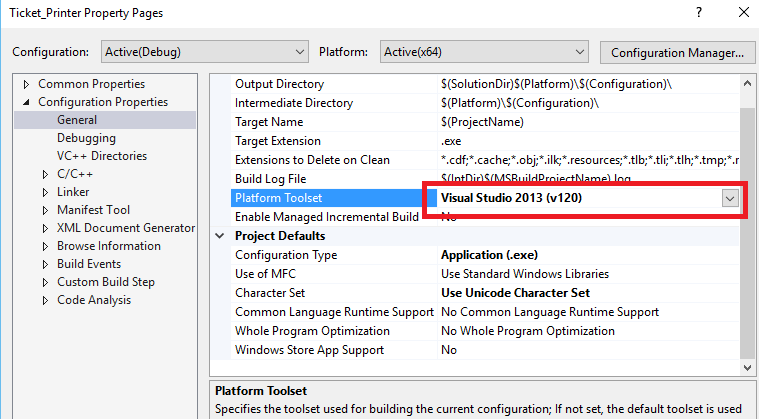 Ticket_Printer Property Pages ? ×
Configuration: Active(Debug) Platform: Active(x64) Configuration Manager...
Common Properties
Configuration Properties
General
Debugging
VC++ Directories
C/C++
Linker
Manifest Tool
XML Document Generator
Browse Information
Build Events
Custom Build Step
Code Analysis
Output Directory $(SolutionDir)$(Platform)\$(Configuration)\
Intermediate Directory $(Platform)\$(Configuration)\
Target Name $(ProjectName)
Target Extension .exe
Extensions to Delete on Clean *.cdf;*.cache;*.obj;*.ilk;*.resources;*.tlb;*.tli;*.tlh;*.tmp;*.r
Build Log File $(IntDir)$(MSBuildProjectName).log
Platform Toolset Visual Studio 2013 (v120)
Enable Managed Incremental Build No
Project Defaults
Configuration Type Application (.exe)
Use of MFC Use Standard Windows Libraries
Character Set Use Unicode Character Set
Common Language Runtime Support No Common Language Runtime Support
Whole Program Optimization No Whole Program Optimization
Windows Store App Support No
Platform Toolset
Specifies the toolset used for building the current configuration; If not set, the default toolset is used